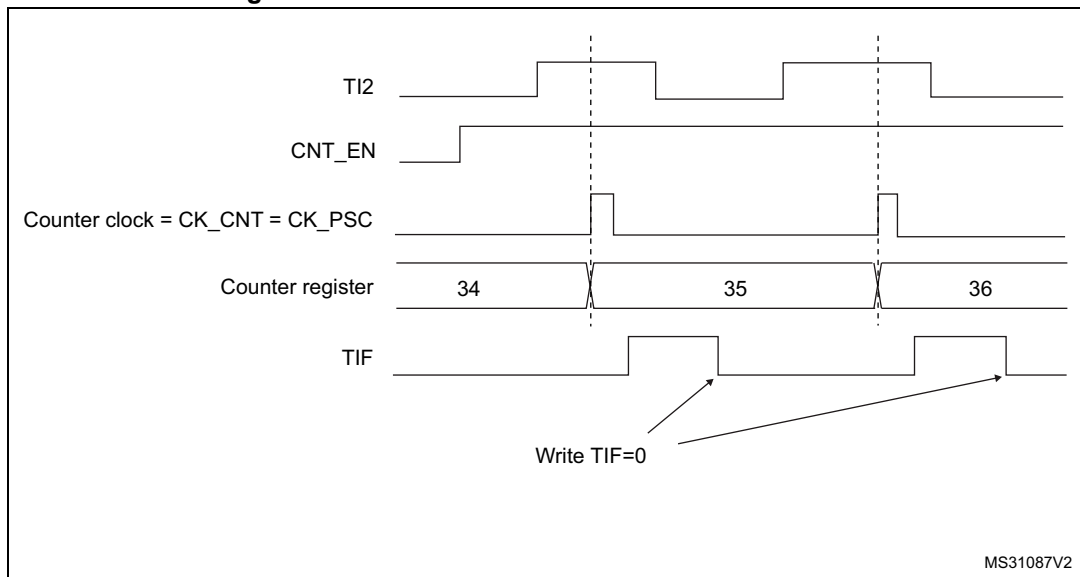 TI2
CNT_EN
Counter clock = CK_CNT = CK_PSC
Counter register 34 35 36
TIF
Write TIF=0
MS31087V2